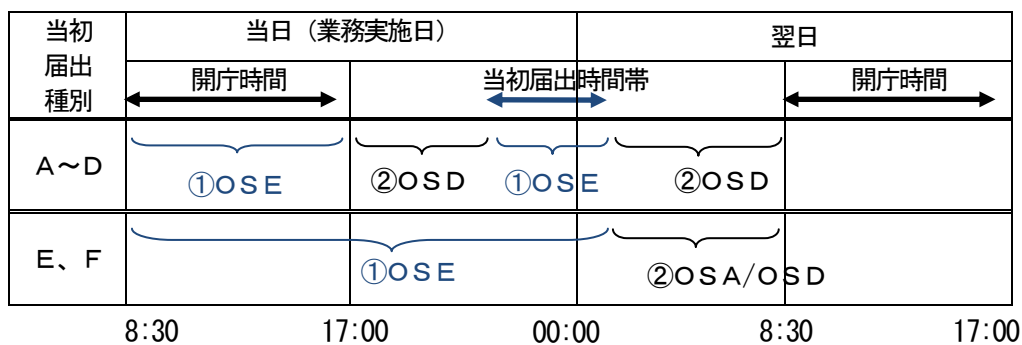 当初
届出
種別
当日（業務実施日）
翌日
開庁時間
当初届出時間帯
開庁時間
A～D
①OSE
②OSD
①OSE
②OSD
E、F
①OSE
②OSA/OSD
8:30
17:00
00:00
8:30
17:00